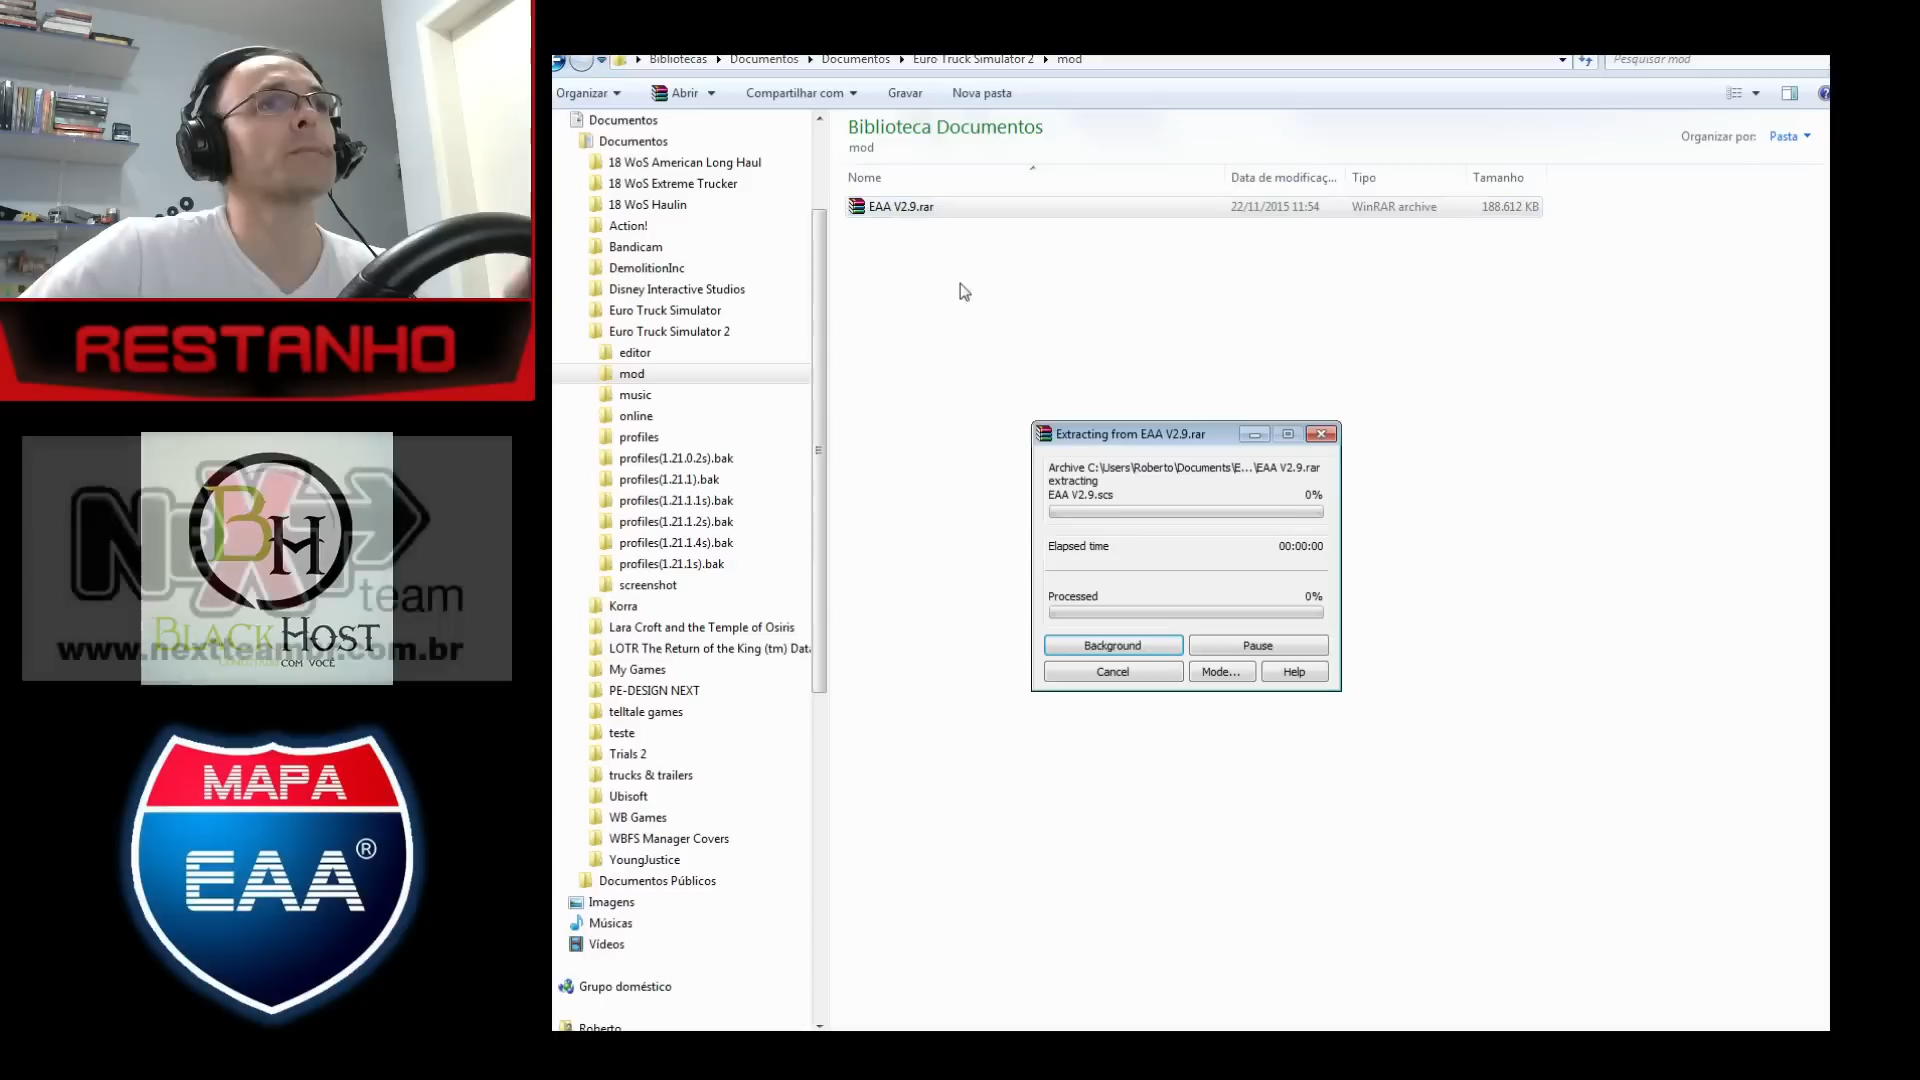 RESTANHO
NEXT
team
www.nextteambr.com.br
BH
BLACK HOST
COM VOCÊ
MAPA
EAA®
Bibliotecas
Documentos
Documentos
Euro Truck Simulator 2
mod
Pesquisar mod
Organizar
Abrir
Compartilhar com
Gravar
Nova pasta
Documentos
Documentos
18 WoS American Long Haul
18 WoS Extreme Trucker
18 WoS Haulin
Action!
Bandicam
DemolitionInc
Disney Interactive Studios
Euro Truck Simulator
Euro Truck Simulator 2
editor
mod
music
online
profiles
profiles(1.21.0.2s).bak
profiles(1.21.1).bak
profiles(1.21.1.1s).bak
profiles(1.21.1.2s).bak
profiles(1.21.1.4s).bak
profiles(1.21.1s).bak
screenshot
Korra
Lara Croft and the Temple of Osiris
LOTR The Return of the King (tm) Dat
My Games
PE-DESIGN NEXT
telltale games
teste
Trials 2
trucks & trailers
Ubisoft
WB Games
WBFS Manager Covers
YoungJustice
Documentos Públicos
Imagens
Músicas
Vídeos
Grupo doméstico
Roberto
Biblioteca Documentos
mod
Organizar por: Pasta
Nome Data de modificaç... Tipo Tamanho
EAA V2.9.rar 22/11/2015 11:54 WinRAR archive 188.612 KB
Extracting from EAA V2.9.rar
Archive C:\Users\Roberto\Documents\E...\EAA V2.9.rar
extracting
EAA V2.9.scs 0%
Elapsed time 00:00:00
Processed 0%
Background Pause
Cancel Mode... Help